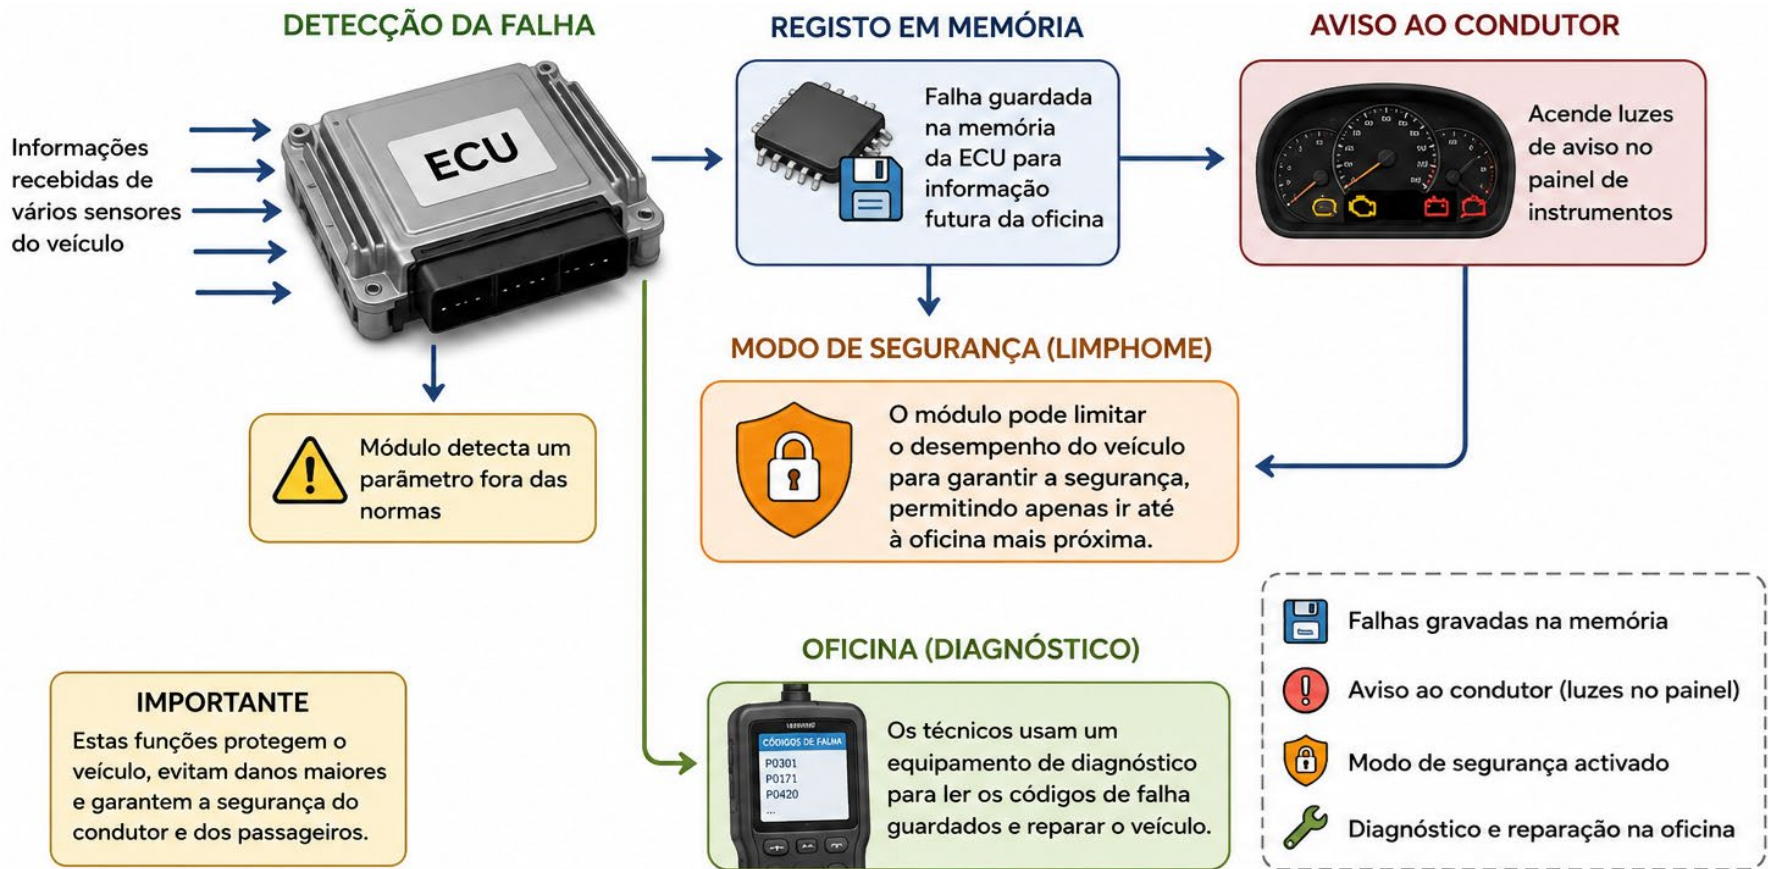 DETECÇÃO DA FALHA
REGISTO EM MEMÓRIA
AVISO AO CONDUTOR
Informações
recebidas de
vários sensores
do veículo
ECU
Falha guardada
na memória
da ECU para
informação
futura da oficina
Acende luzes
de aviso no
painel de
instrumentos
MODO DE SEGURANÇA (LIMPHOME)
O módulo pode limitar
o desempenho do veículo
para garantir a segurança,
permitindo apenas ir até
à oficina mais próxima.
Módulo detecta um
parâmetro fora das
normas
OFICINA (DIAGNÓSTICO)
CÓDIGOS DE FALHA
P0301
P0171
P0420
...
Os técnicos usam um
equipamento de diagnóstico
para ler os códigos de falha
guardados e reparar o veículo.
IMPORTANTE
Estas funções protegem o
veículo, evitam danos maiores
e garantem a segurança do
condutor e dos passageiros.
Falhas gravadas na memória
Aviso ao condutor (luzes no painel)
Modo de segurança activado
Diagnóstico e reparação na oficina